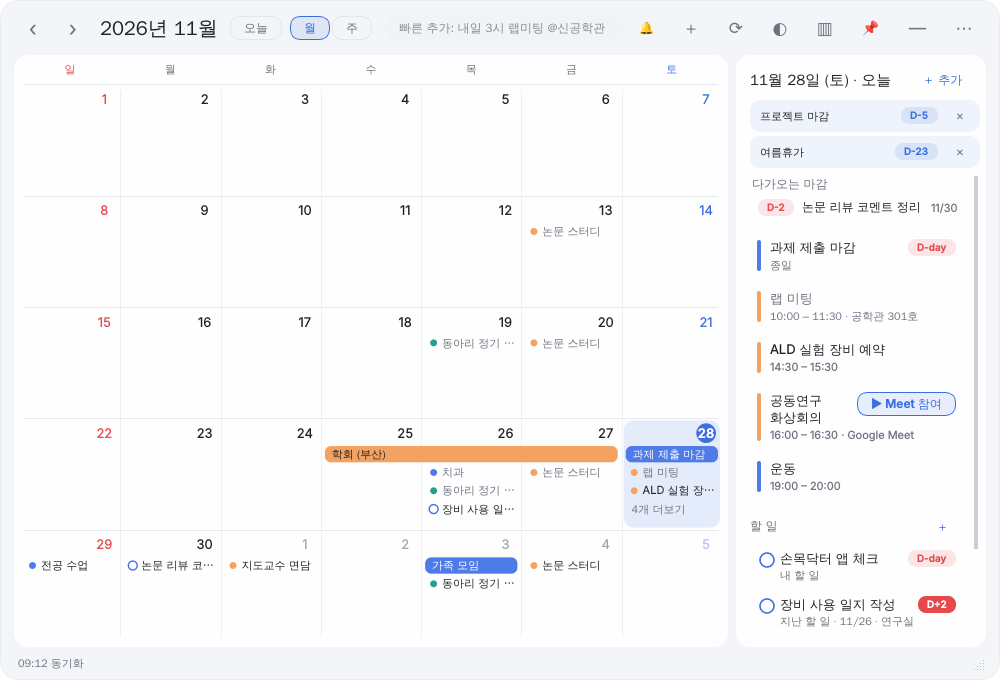 2026년 11월 오늘 월 주 빠른 추가: 내일 3시 랩미팅 @신공학관
일 월 화 수 목 금 토
1 2 3 4 5 6 7
8 9 10 11 12 13 14
논문 스터디
15 16 17 18 19 20 21
동아리 정기 ⋯ 논문 스터디
22 23 24 25 26 27 28
학회 (부산) 과제 제출 마감
치과 논문 스터디 랩 미팅
동아리 정기 ⋯ ALD 실험 장⋯
장비 사용 일⋯ 4개 더보기
29 30 1 2 3 4 5
전공 수업 논문 리뷰 코⋯ 지도교수 면담 가족 모임 논문 스터디
동아리 정기 ⋯
11월 28일 (토) · 오늘 + 추가
프로젝트 마감 D-5 ×
여름휴가 D-23 ×
다가오는 마감
D-2 논문 리뷰 코멘트 정리 11/30
과제 제출 마감 D-day
종일
랩 미팅
10:00 – 11:30 · 공학관 301호
ALD 실험 장비 예약
14:30 – 15:30
공동연구
화상회의
▶ Meet 참여
16:00 – 16:30 · Google Meet
운동
19:00 – 20:00
할 일 +
손목닥터 앱 체크 D-day
내 할 일
장비 사용 일지 작성 D+2
지난 할 일 · 11/26 · 연구실
09:12 동기화